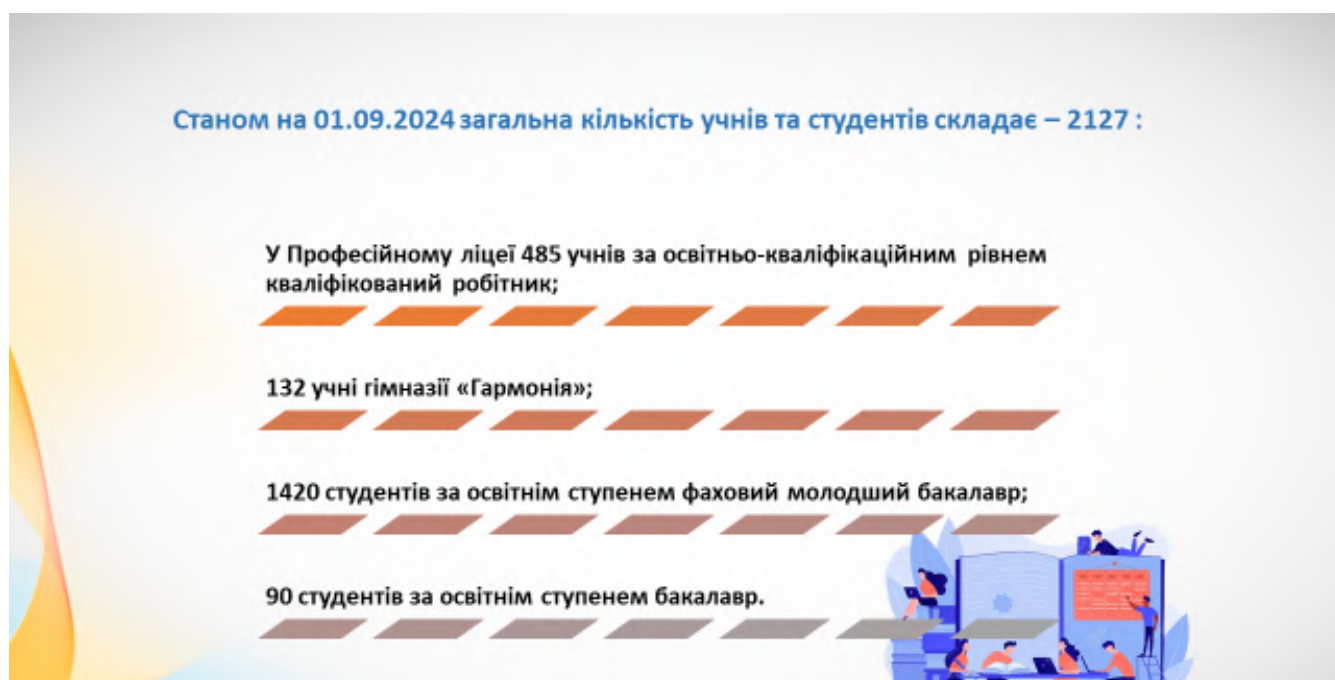 Станом на 01.09.2024 загальна кількість учнів та студентів складає – 2127 :
У Професійному ліцеї 485 учнів за освітньо-кваліфікаційним рівнем
кваліфікований робітник;
132 учні гімназії «Гармонія»;
1420 студентів за освітнім ступенем фаховий молодший бакалавр;
90 студентів за освітнім ступенем бакалавр.